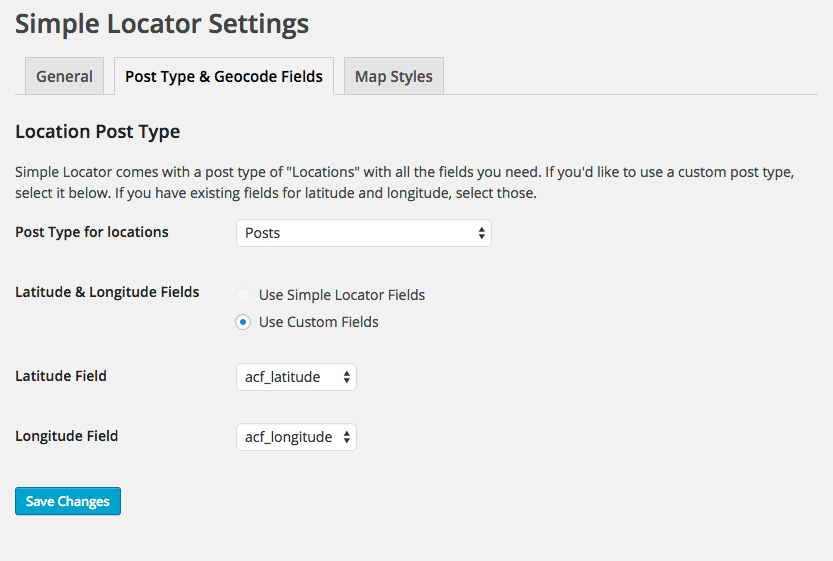 Simple Locator Settings
General
Post Type & Geocode Fields
Map Styles
Location Post Type
Simple Locator comes with a post type of "Locations" with all the fields you need. If you'd like to use a custom post type,
select it below. If you have existing fields for latitude and longitude, select those.
Post Type for locations
Posts
Latitude & Longitude Fields
Use Simple Locator Fields
Use Custom Fields
Latitude Field
acf_latitude
Longitude Field
acf_longitude
Save Changes